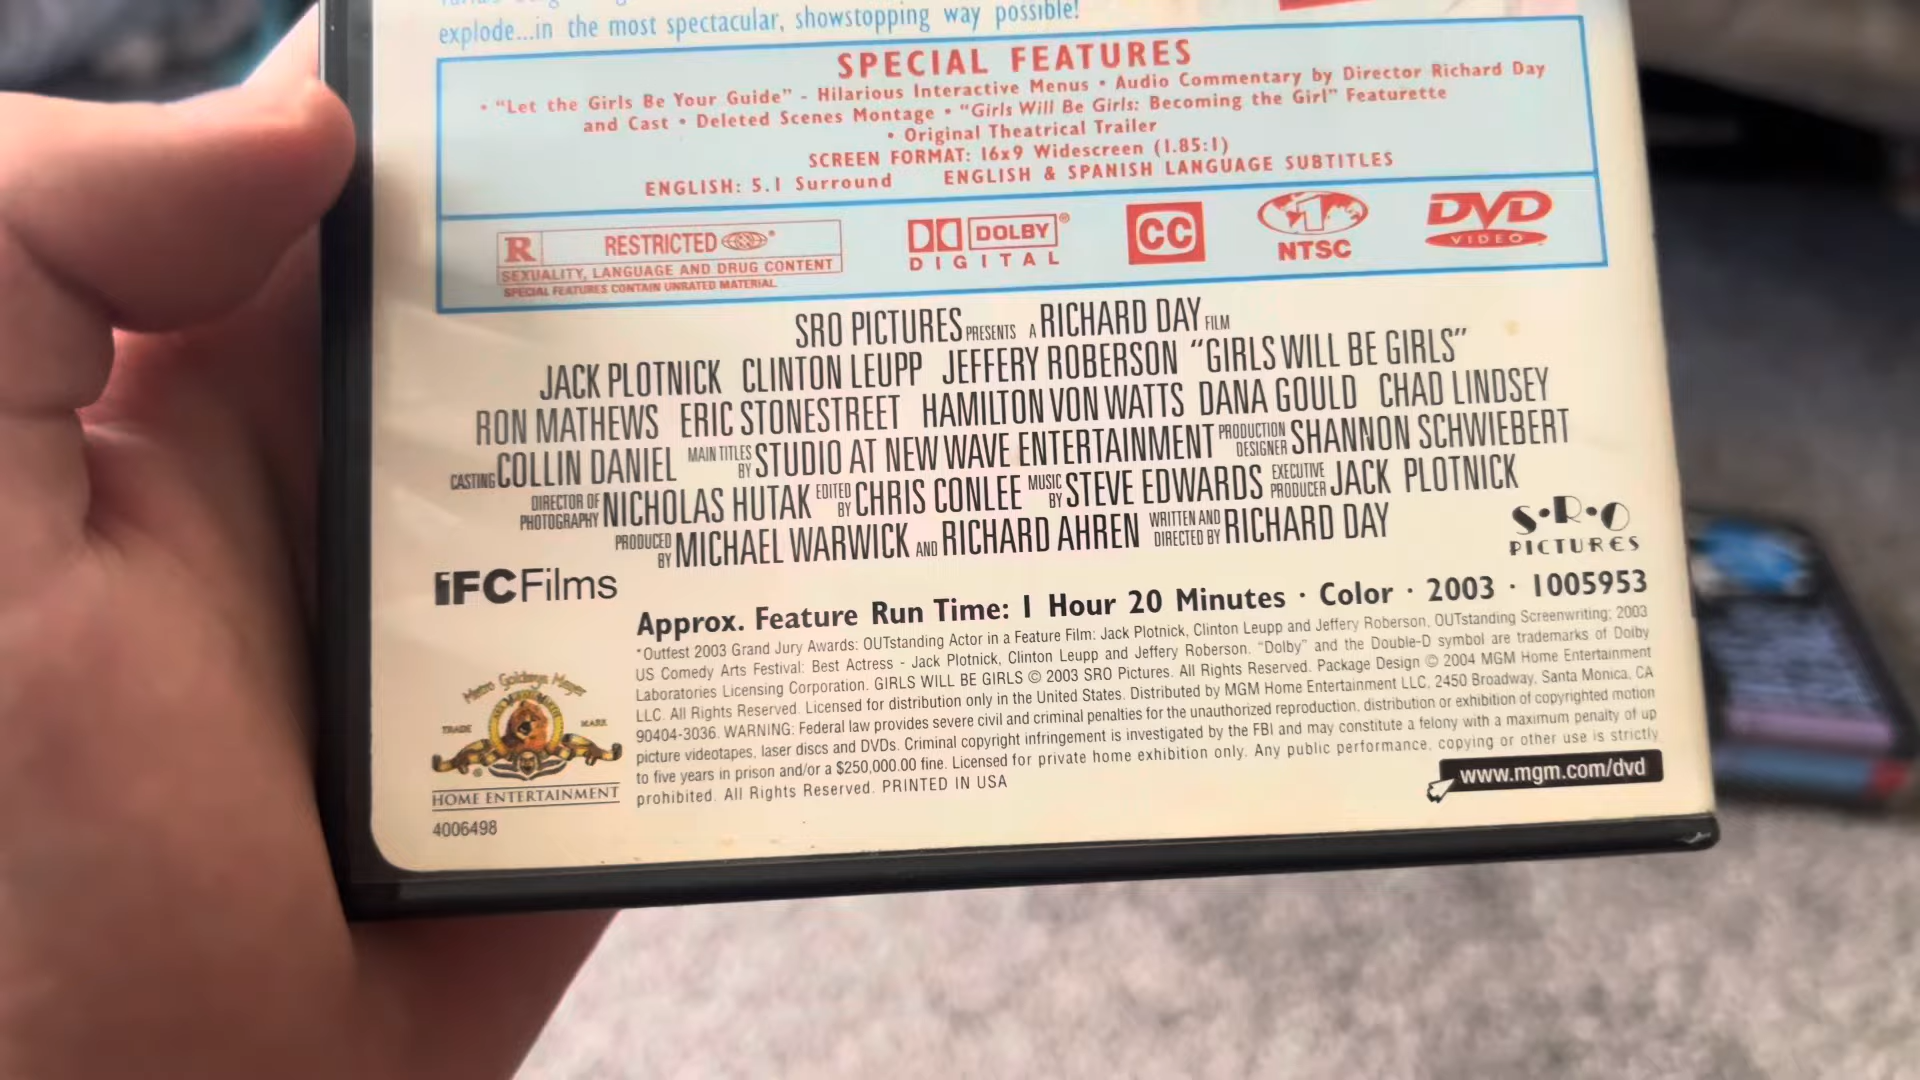 explode...in the most spectacular, showstopping way possible!
SPECIAL FEATURES
• "Let the Girls Be Your Guide" - Hilarious Interactive Menus • Audio Commentary by Director Richard Day
and Cast • Deleted Scenes Montage • "Girls Will Be Girls: Becoming the Girl" Featurette
• Original Theatrical Trailer
SCREEN FORMAT: 16x9 Widescreen (1.85:1)
ENGLISH: 5.1 Surround ENGLISH & SPANISH LANGUAGE SUBTITLES
R RESTRICTED ®
SEXUALITY, LANGUAGE AND DRUG CONTENT
SPECIAL FEATURES CONTAIN UNRATED MATERIAL
DOLBY ®
DIGITAL
CC
1
NTSC
DVD
VIDEO
SRO PICTURES PRESENTS A RICHARD DAY FILM
JACK PLOTNICK CLINTON LEUPP JEFFERY ROBERSON "GIRLS WILL BE GIRLS"
RON MATHEWS ERIC STONESTREET HAMILTON VON WATTS DANA GOULD CHAD LINDSEY
CASTING COLLIN DANIEL MAIN TITLES BY STUDIO AT NEW WAVE ENTERTAINMENT PRODUCTION DESIGNER SHANNON SCHWIEBERT
DIRECTOR OF PHOTOGRAPHY NICHOLAS HUTAK EDITED BY CHRIS CONLEE MUSIC BY STEVE EDWARDS EXECUTIVE PRODUCER JACK PLOTNICK
PRODUCED BY MICHAEL WARWICK AND RICHARD AHREN WRITTEN AND DIRECTED BY RICHARD DAY
S•R•O
PICTURES
IFCFilms
Approx. Feature Run Time: 1 Hour 20 Minutes · Color · 2003 · 1005953
*Outfest 2003 Grand Jury Awards: OUTstanding Actor in a Feature Film: Jack Plotnick, Clinton Leupp and Jeffery Roberson, OUTstanding Screenwriting; 2003
US Comedy Arts Festival: Best Actress - Jack Plotnick, Clinton Leupp and Jeffery Roberson. "Dolby" and the Double-D symbol are trademarks of Dolby
Laboratories Licensing Corporation. GIRLS WILL BE GIRLS © 2003 SRO Pictures. All Rights Reserved. Package Design © 2004 MGM Home Entertainment
LLC. All Rights Reserved. Licensed for distribution only in the United States. Distributed by MGM Home Entertainment LLC, 2450 Broadway, Santa Monica, CA
90404-3036. WARNING: Federal law provides severe civil and criminal penalties for the unauthorized reproduction, distribution or exhibition of copyrighted motion
picture videotapes, laser discs and DVDs. Criminal copyright infringement is investigated by the FBI and may constitute a felony with a maximum penalty of up
to five years in prison and/or a $250,000.00 fine. Licensed for private home exhibition only. Any public performance, copying or other use is strictly
prohibited. All Rights Reserved. PRINTED IN USA
www.mgm.com/dvd
Metro Goldwyn Mayer
TRADE MARK
®
HOME ENTERTAINMENT
4006498